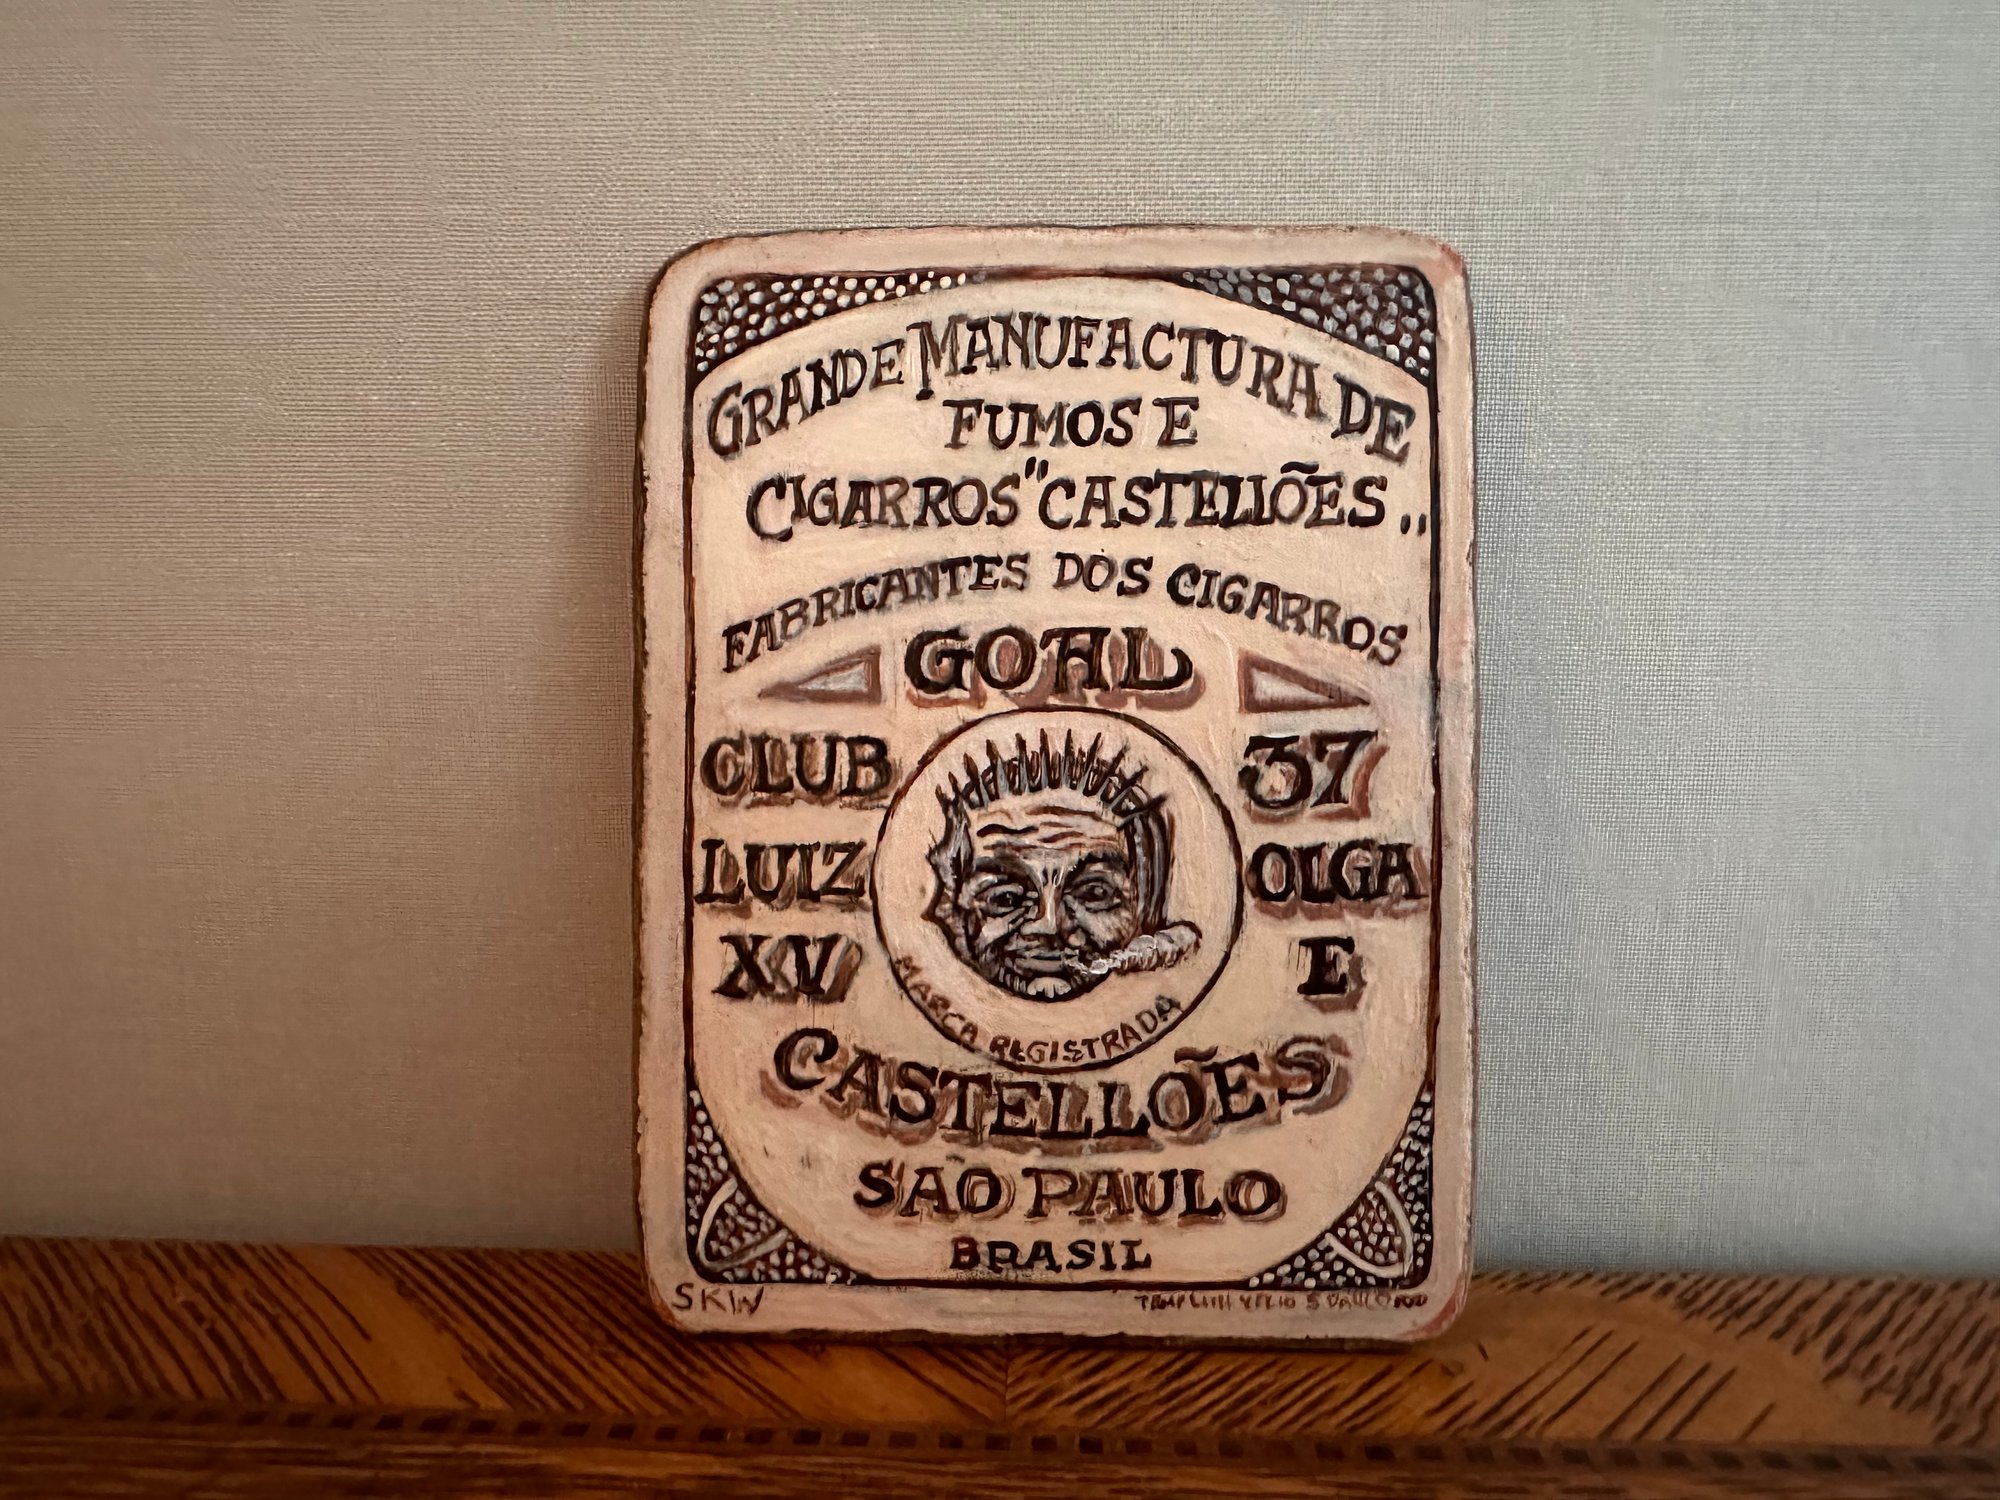 GRANDE MANUFACTURA DE
FUMOS E
CIGARROS "CASTELLÕES"
FABRICANTES DOS CIGARROS
GOAL
CLUB 37
LUIZ OLGA
XV E
MARCA REGISTRADA
CASTELLÕES
SÃO PAULO
BRASIL
SKIN